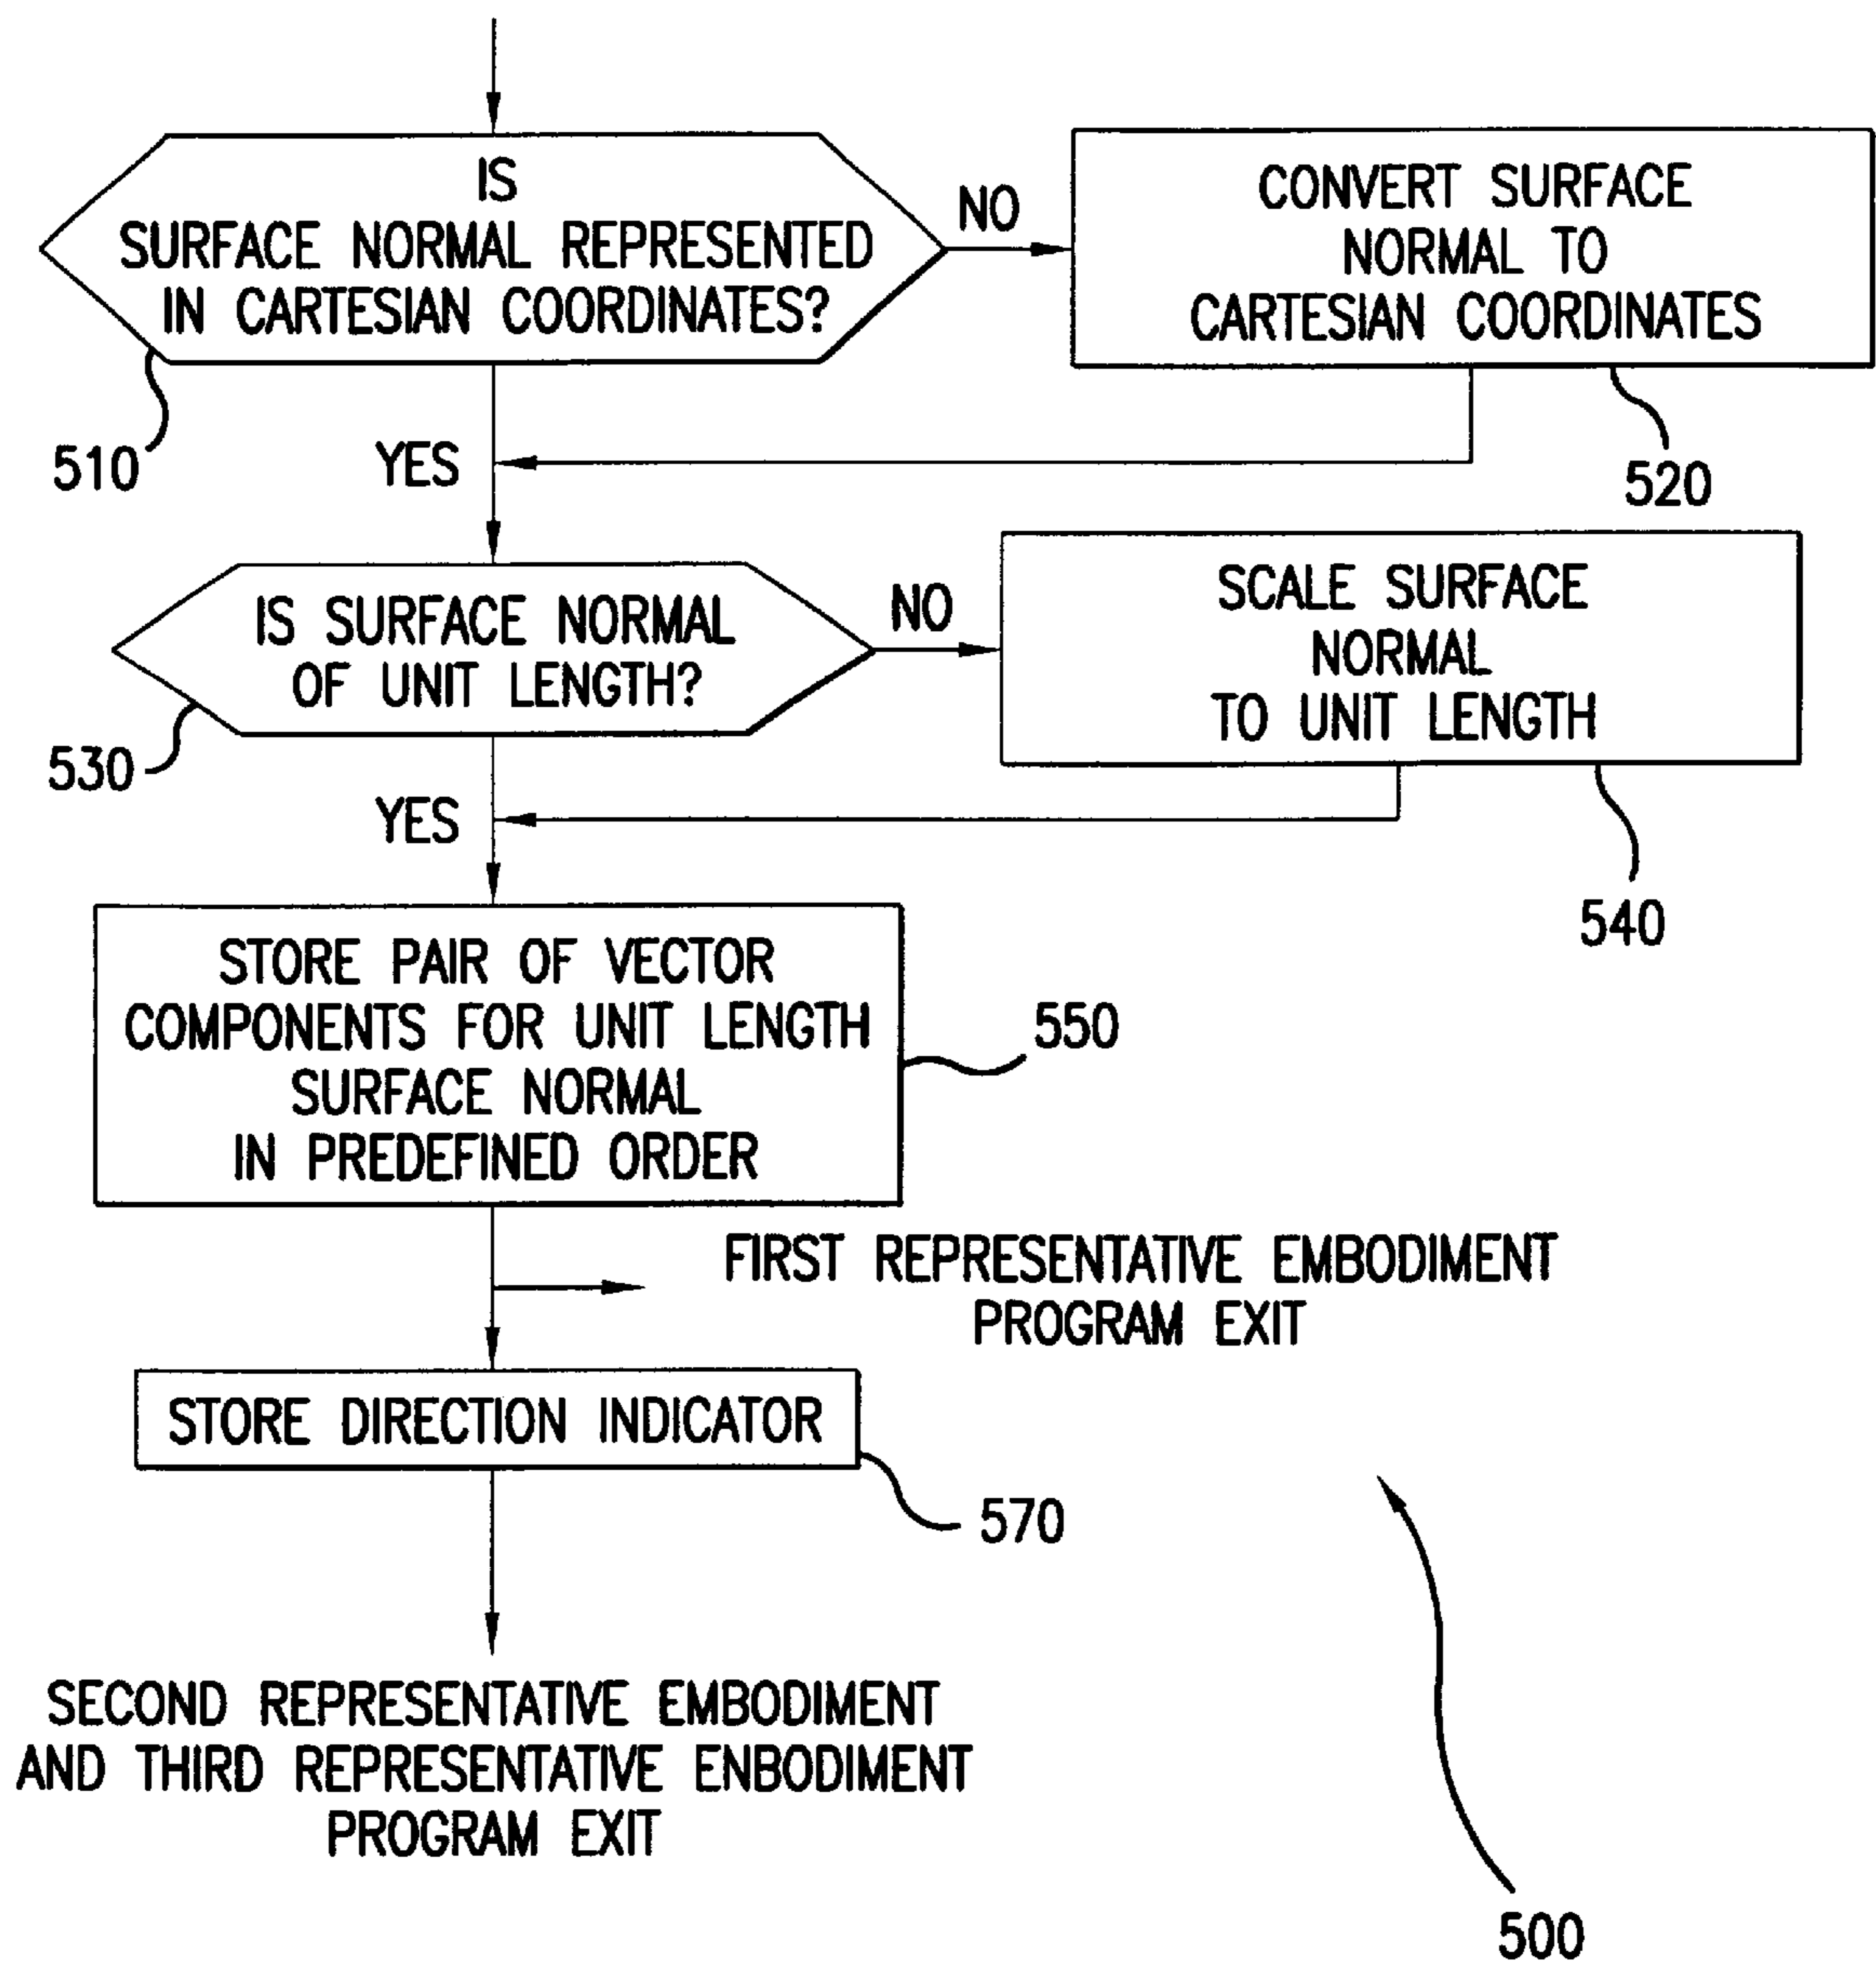 IS
SURFACE NORMAL REPRESENTED
IN CARTESIAN COORDINATES?
NO
CONVERT SURFACE
NORMAL TO
CARTESIAN COORDINATES
510
YES
520
IS SURFACE NORMAL
OF UNIT LENGTH?
NO
SCALE SURFACE
NORMAL
TO UNIT LENGTH
530
YES
540
STORE PAIR OF VECTOR
COMPONENTS FOR UNIT LENGTH
SURFACE NORMAL
IN PREDEFINED ORDER
550
FIRST REPRESENTATIVE EMBODIMENT
PROGRAM EXIT
STORE DIRECTION INDICATOR
570
SECOND REPRESENTATIVE EMBODIMENT
AND THIRD REPRESENTATIVE ENBODIMENT
PROGRAM EXIT
500